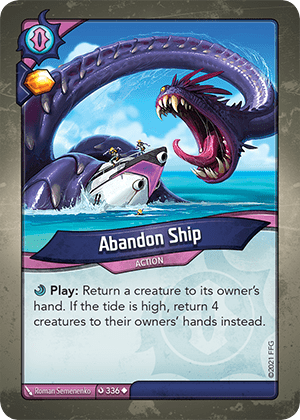 Abandon Ship
ACTION
Play: Return a creature to its owner's
hand. If the tide is high, return 4
creatures to their owners' hands instead.
Roman Semenenko
336
©2021 FFG